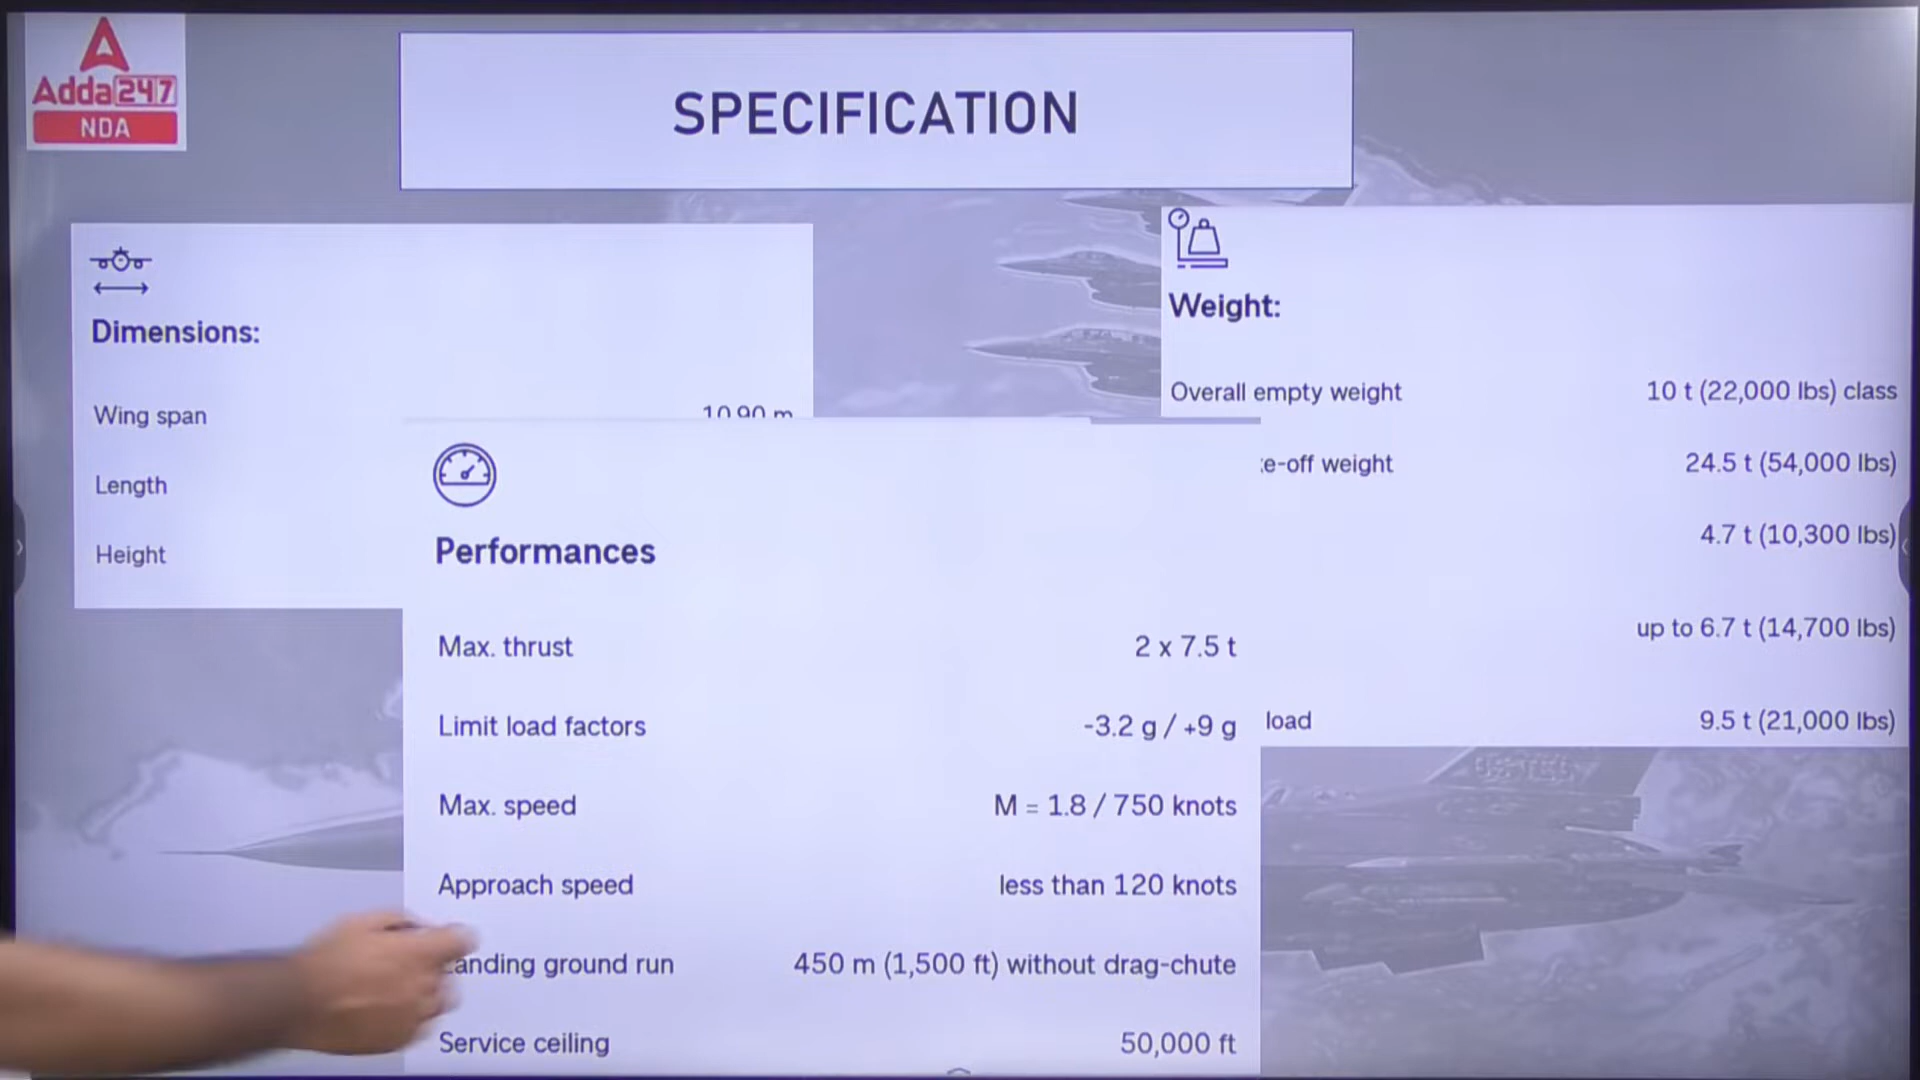 Adda247
NDA
SPECIFICATION
Dimensions:
Wing span 10.90 m
Length
Height
Weight:
Overall empty weight 10 t (22,000 lbs) class
e-off weight 24.5 t (54,000 lbs)
4.7 t (10,300 lbs)
up to 6.7 t (14,700 lbs)
load 9.5 t (21,000 lbs)
Performances
Max. thrust 2 x 7.5 t
Limit load factors -3.2 g / +9 g
Max. speed M = 1.8 / 750 knots
Approach speed less than 120 knots
anding ground run 450 m (1,500 ft) without drag-chute
Service ceiling 50,000 ft